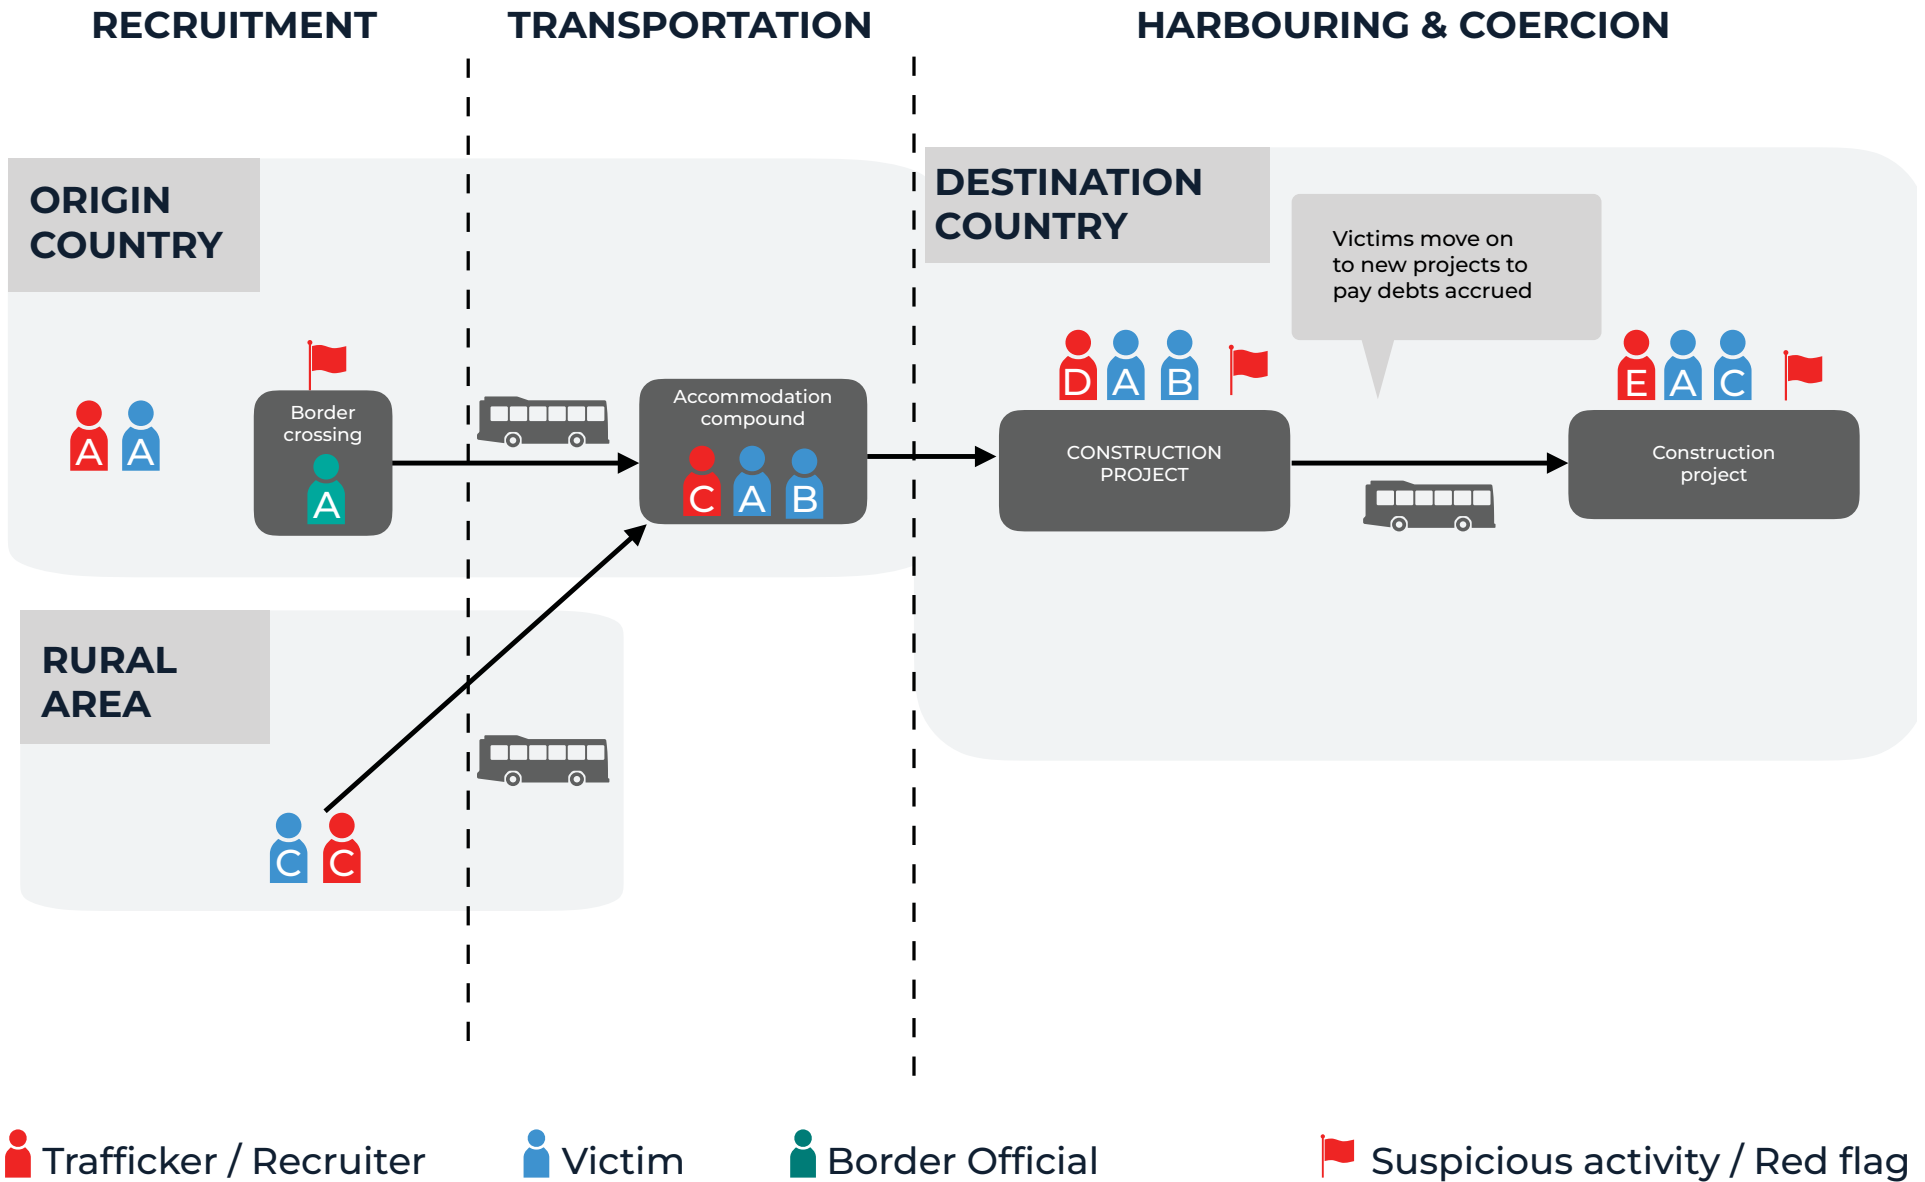 RECRUITMENT
TRANSPORTATION
HARBOURING & COERCION
ORIGIN
COUNTRY
DESTINATION
COUNTRY
Victims move on
to new projects to
pay debts accrued
A
A
Border
crossing
A
Accommodation
compound
C
A
B
D
A
B
CONSTRUCTION
PROJECT
E
A
C
Construction
project
RURAL
AREA
C
C
Trafficker / Recruiter
Victim
Border Official
Suspicious activity / Red flag